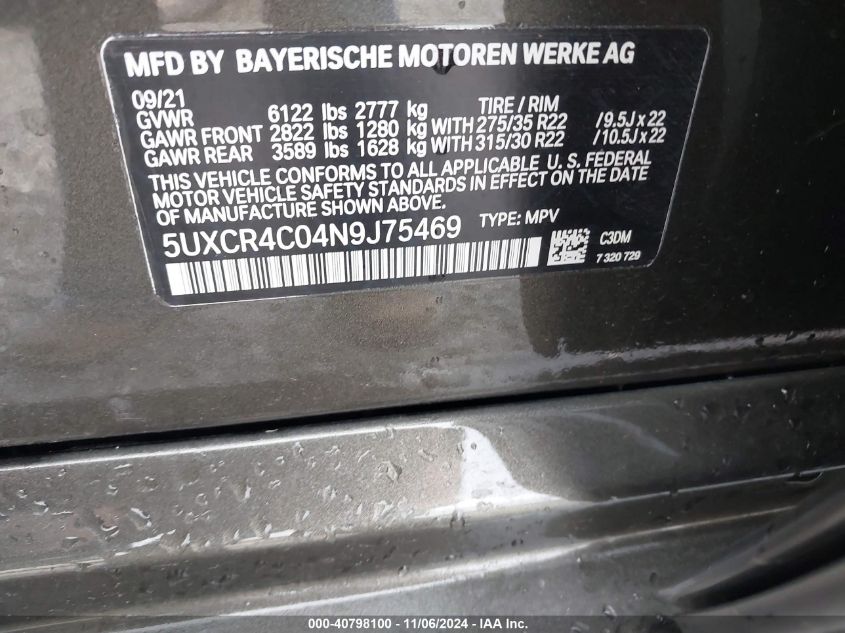 MFD BY BAYERISCHE MOTOREN WERKE AG
09/21 TIRE / RIM
GVWR 6122 lbs 2777 kg
GAWR FRONT 2822 lbs 1280 kg WITH 275/35 R22 /9.5J x 22
GAWR REAR 3589 lbs 1628 kg WITH 315/30 R22 /10.5J x 22
THIS VEHICLE CONFORMS TO ALL APPLICABLE U. S. FEDERAL
MOTOR VEHICLE SAFETY STANDARDS IN EFFECT ON THE DATE
OF MANUFACTURE SHOWN ABOVE.
5UXCR4C04N9J75469 TYPE: MPV
C3DM
7 320 729
000-40798100 - 11/06/2024 - IAA Inc.